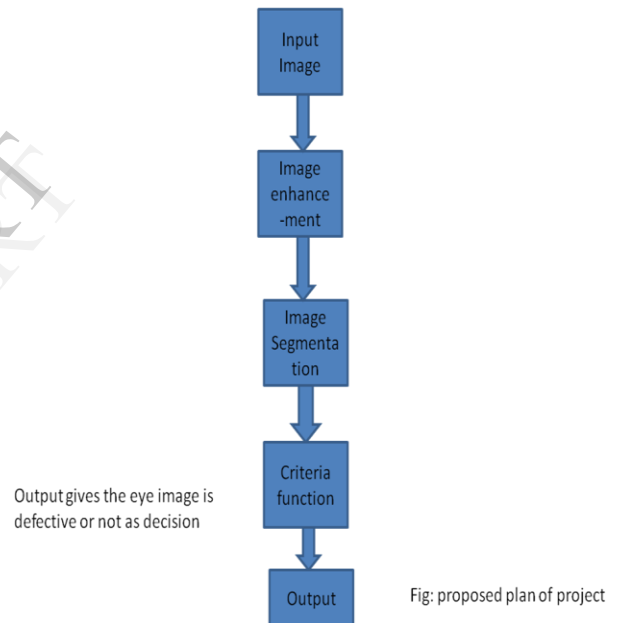 Input
Image
Image
enhance
-ment
Image
Segmenta
tion
Criteria
function
Output gives the eye image is
defective or not as decision
Output
Fig: proposed plan of project